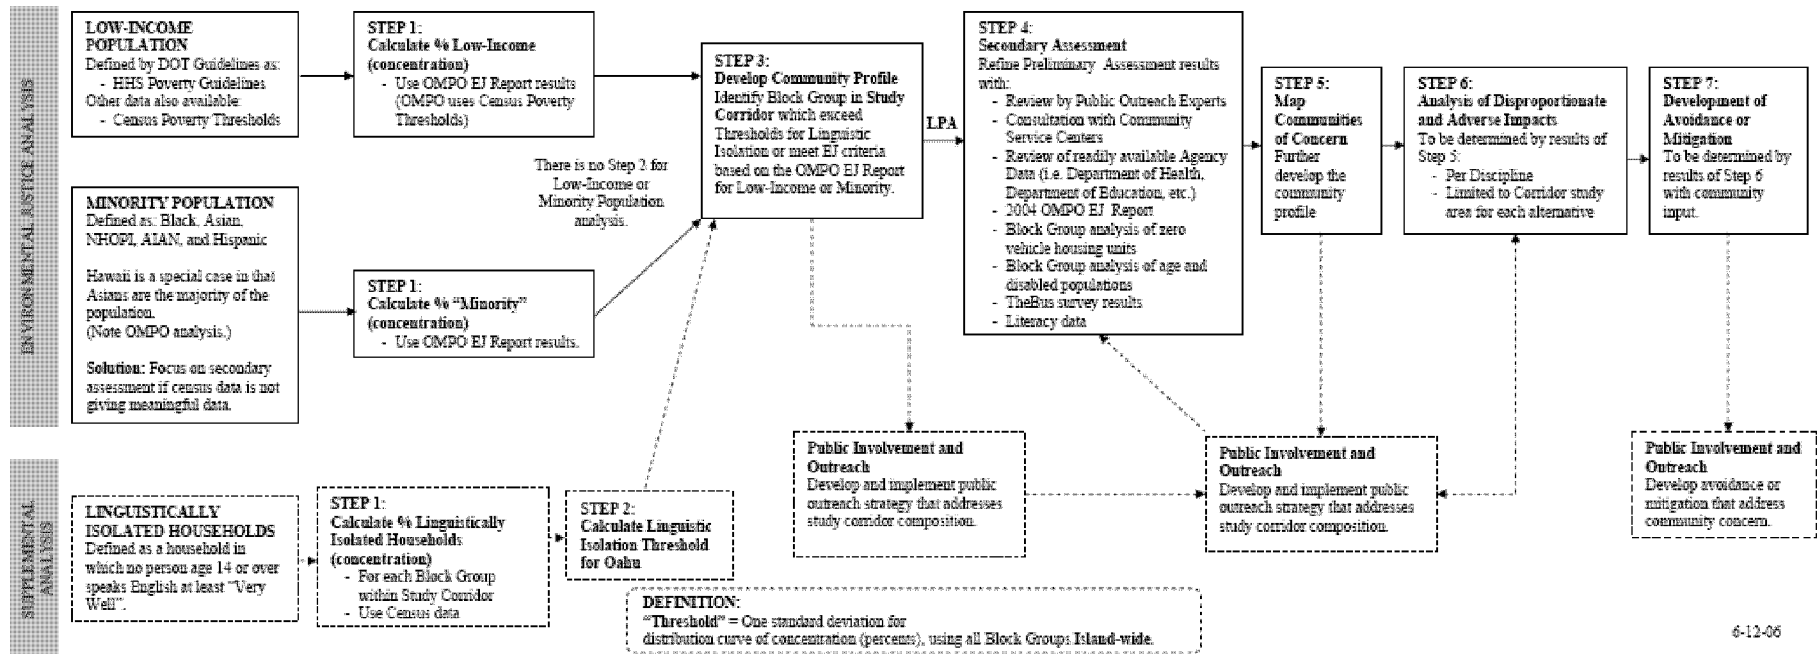 ENVIRONMENTAL JUSTICE ANALYSIS
LOW-INCOME
POPULATION
Defined by DOT Guidelines as:
- HHS Poverty Guidelines
Other data also available:
- Census Poverty Thresholds
STEP 1:
Calculate % Low-Income
(concentration)
- Use OMPO EJ Report results
(OMPO uses Census Poverty
Thresholds)
MINORITY POPULATION
Defined as: Black, Asian,
NHOPI, AIAN, and Hispanic
Hawaii is a special case in that
Asians are the majority of the
population.
(Note OMPO analysis.)
Solution: Focus on secondary
assessment if census data is not
giving meaningful data.
STEP 1:
Calculate % “Minority”
(concentration)
- Use OMPO EJ Report results.
There is no Step 2 for
Low-Income or
Minority Population
analysis.
STEP 3:
Develop Community Profile
Identify Block Group in Study
Corridor which exceed
Thresholds for Linguistic
Isolation or meet EJ criteria
based on the OMPO EJ Report
for Low-Income or Minority.
LPA
STEP 4:
Secondary Assessment
Refine Preliminary Assessment results
with:
- Review by Public Outreach Experts
- Consultation with Community
Service Centers
- Review of readily available Agency
Data (i.e. Department of Health,
Department of Education, etc.)
- 2004 OMPO EJ Report
- Block Group analysis of zero
vehicle housing units
- Block Group analysis of age and
disabled populations
- TheBus survey results
- Literacy data
STEP 5:
Map
Communities
of Concern
Further
develop the
community
profile
STEP 6:
Analysis of Disproportionate
and Adverse Impacts
To be determined by results of
Step 5:
- Per Discipline
- Limited to Corridor study
area for each alternative
STEP 7:
Development of
Avoidance or
Mitigation
To be determined by
results of Step 6
with community
input.
SUPPLEMENTAL
ANALYSIS
LINGUISTICALLY
ISOLATED HOUSEHOLDS
Defined as a household in
which no person age 14 or over
speaks English at least “Very
Well”.
STEP 1:
Calculate % Linguistically
Isolated Households
(concentration)
- For each Block Group
within Study Corridor
- Use Census data
STEP 2:
Calculate Linguistic
Isolation Threshold
for Oahu
Public Involvement and
Outreach
Develop and implement public
outreach strategy that addresses
study corridor composition.
Public Involvement and
Outreach
Develop and implement public
outreach strategy that addresses
study corridor composition.
Public Involvement and
Outreach
Develop avoidance or
mitigation that address
community concern.
DEFINITION:
“Threshold” = One standard deviation for
distribution curve of concentration (percents), using all Block Groups Island-wide.
6-12-06